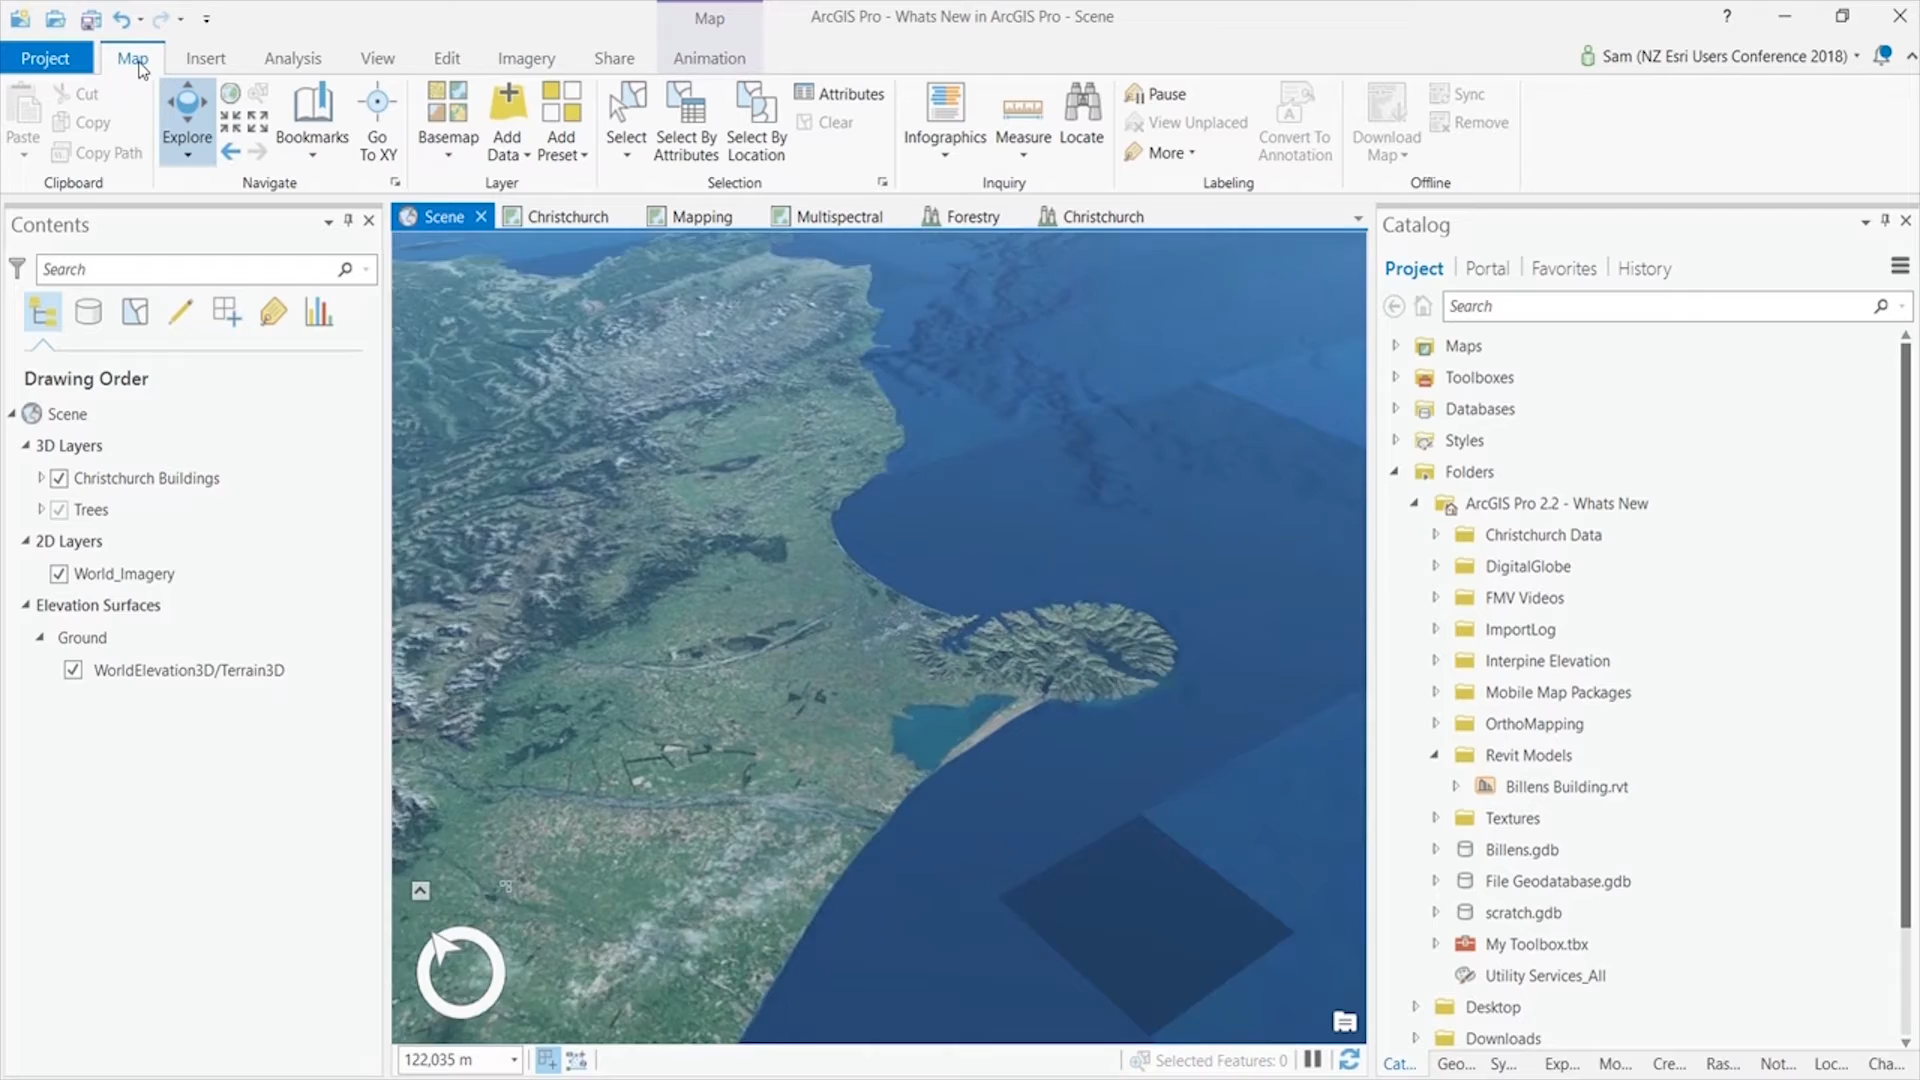 Map
ArcGIS Pro - Whats New in ArcGIS Pro - Scene
?
Project
Map
Insert
Analysis
View
Edit
Imagery
Share
Animation
Sam (NZ Esri Users Conference 2018)
Paste
Cut
Copy
Copy Path
Clipboard
Explore
Bookmarks
Go
To XY
Navigate
Basemap
Add
Data
Add
Preset
Layer
Select
Select By
Attributes
Select By
Location
Attributes
Clear
Selection
Infographics
Measure
Locate
Inquiry
Pause
View Unplaced
More
Convert To
Annotation
Labeling
Download
Map
Sync
Remove
Offline
Contents
Search
Drawing Order
Scene
3D Layers
Christchurch Buildings
Trees
2D Layers
World_Imagery
Elevation Surfaces
Ground
WorldElevation3D/Terrain3D
Scene
Christchurch
Mapping
Multispectral
Forestry
Christchurch
122,035 m
Selected Features: 0
Catalog
Project
Portal
Favorites
History
Search
Maps
Toolboxes
Databases
Styles
Folders
ArcGIS Pro 2.2 - Whats New
Christchurch Data
DigitalGlobe
FMV Videos
ImportLog
Interpine Elevation
Mobile Map Packages
OrthoMapping
Revit Models
Billens Building.rvt
Textures
Billens.gdb
File Geodatabase.gdb
scratch.gdb
My Toolbox.tbx
Utility Services_All
Desktop
Downloads
Cat...
Geo...
Sy...
Exp...
Mo...
Cre...
Ras...
Not...
Loc...
Cha...